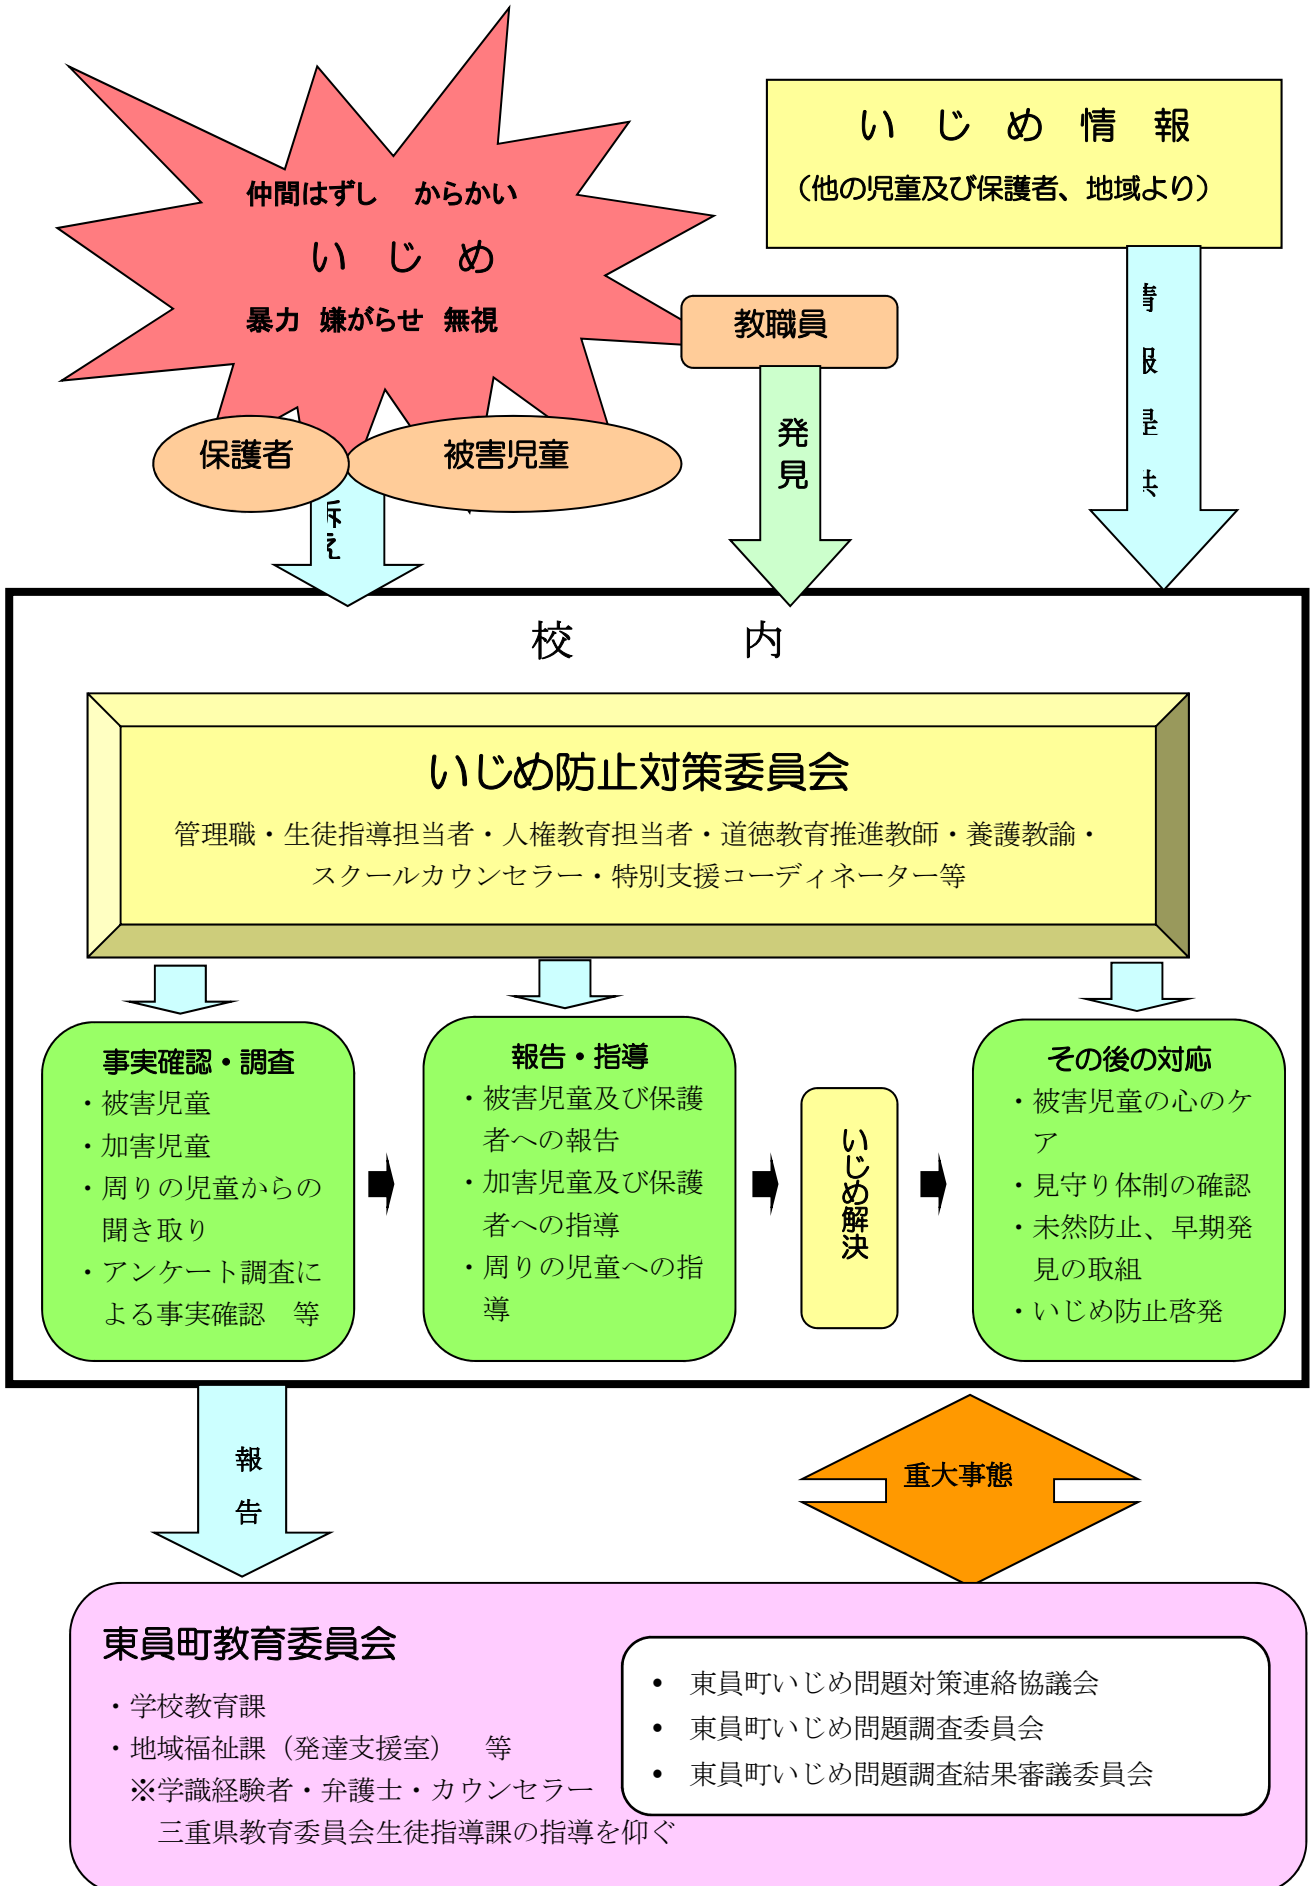 仲間はずし　からかい
い　じ　め
暴力　嫌がらせ　無視
い　じ　め　情　報
（他の児童及び保護者、地域より）
教職員
保護者
被害児童
発見
情報提供
訴え
校　　　内
いじめ防止対策委員会
管理職・生徒指導担当者・人権教育担当者・道徳教育推進教師・養護教諭・
スクールカウンセラー・特別支援コーディネーター等
事実確認・調査
・被害児童
・加害児童
・周りの児童からの
聞き取り
・アンケート調査に
よる事実確認　等
報告・指導
・被害児童及び保護
者への報告
・加害児童及び保護
者への指導
・周りの児童への指
導
いじめ解決
その後の対応
・被害児童の心のケ
ア
・見守り体制の確認
・未然防止、早期発
見の取組
・いじめ防止啓発
報告
重大事態
東員町教育委員会
・学校教育課
・地域福祉課（発達支援室）　等
※学識経験者・弁護士・カウンセラー
三重県教育委員会生徒指導課の指導を仰ぐ
• 東員町いじめ問題対策連絡協議会
• 東員町いじめ問題調査委員会
• 東員町いじめ問題調査結果審議委員会